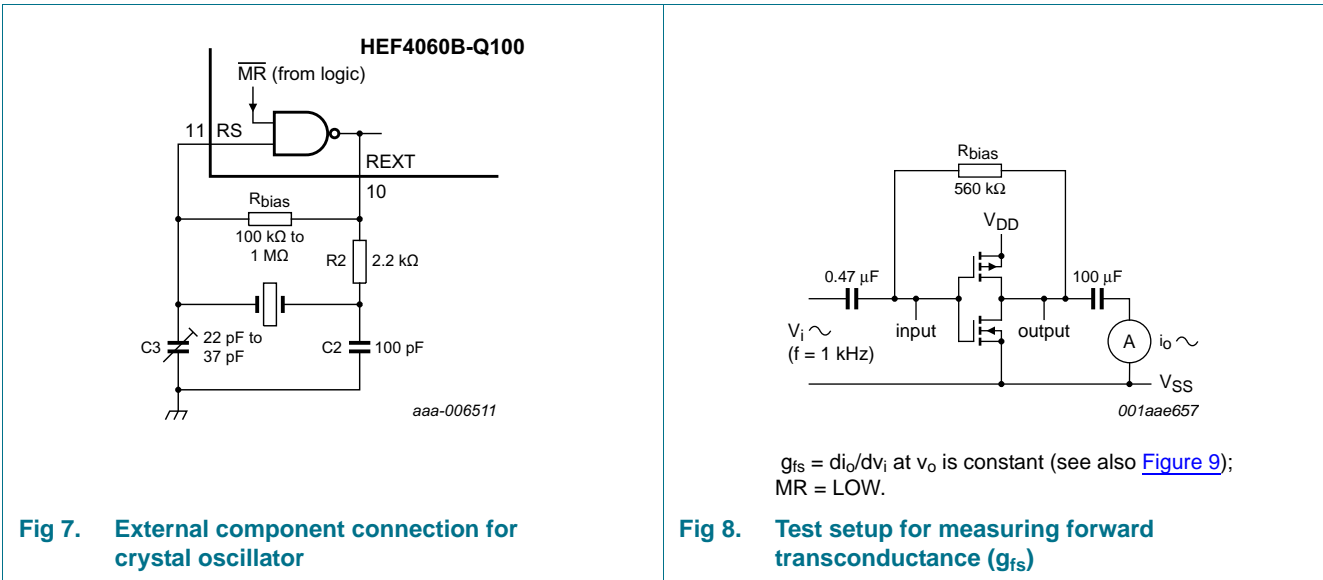 HEF4060B-Q100
MR (from logic)
11 RS
REXT
10
Rbias
100 kΩ to
1 MΩ
R2 2.2 kΩ
C3 22 pF to
37 pF
C2 100 pF
aaa-006511
Fig 7. External component connection for
crystal oscillator
Rbias
560 kΩ
VDD
0.47 μF
100 μF
Vi
(f = 1 kHz)
input
output
A
io
VSS
001aae657
gfs = dio/dvi at vo is constant (see also Figure 9);
MR = LOW.
Fig 8. Test setup for measuring forward
transconductance (gfs)